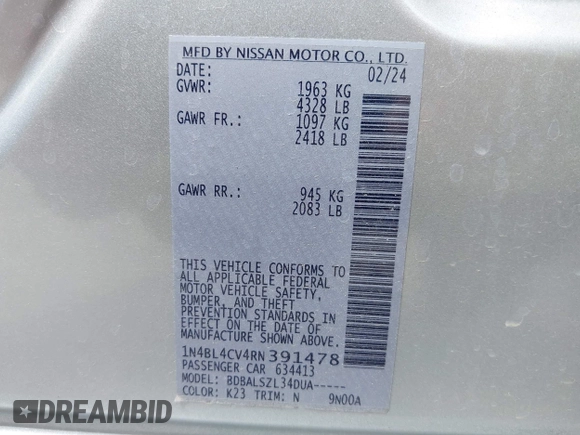 MFD BY NISSAN MOTOR CO., LTD.
DATE: 02/24
GVWR: 1963 KG
4328 LB
GAWR FR.: 1097 KG
2418 LB
GAWR RR.: 945 KG
2083 LB
THIS VEHICLE CONFORMS TO
ALL APPLICABLE FEDERAL
MOTOR VEHICLE SAFETY,
BUMPER, AND THEFT
PREVENTION STANDARDS IN
EFFECT ON THE DATE OF
MANUFACTURE SHOWN ABOVE.
1N4BL4CV4RN391478
PASSENGER CAR 634413
MODEL: BDBALSZL34DUA-----
COLOR: K23 TRIM: N 9N00A
DREAMBID
DREAMBID.COM